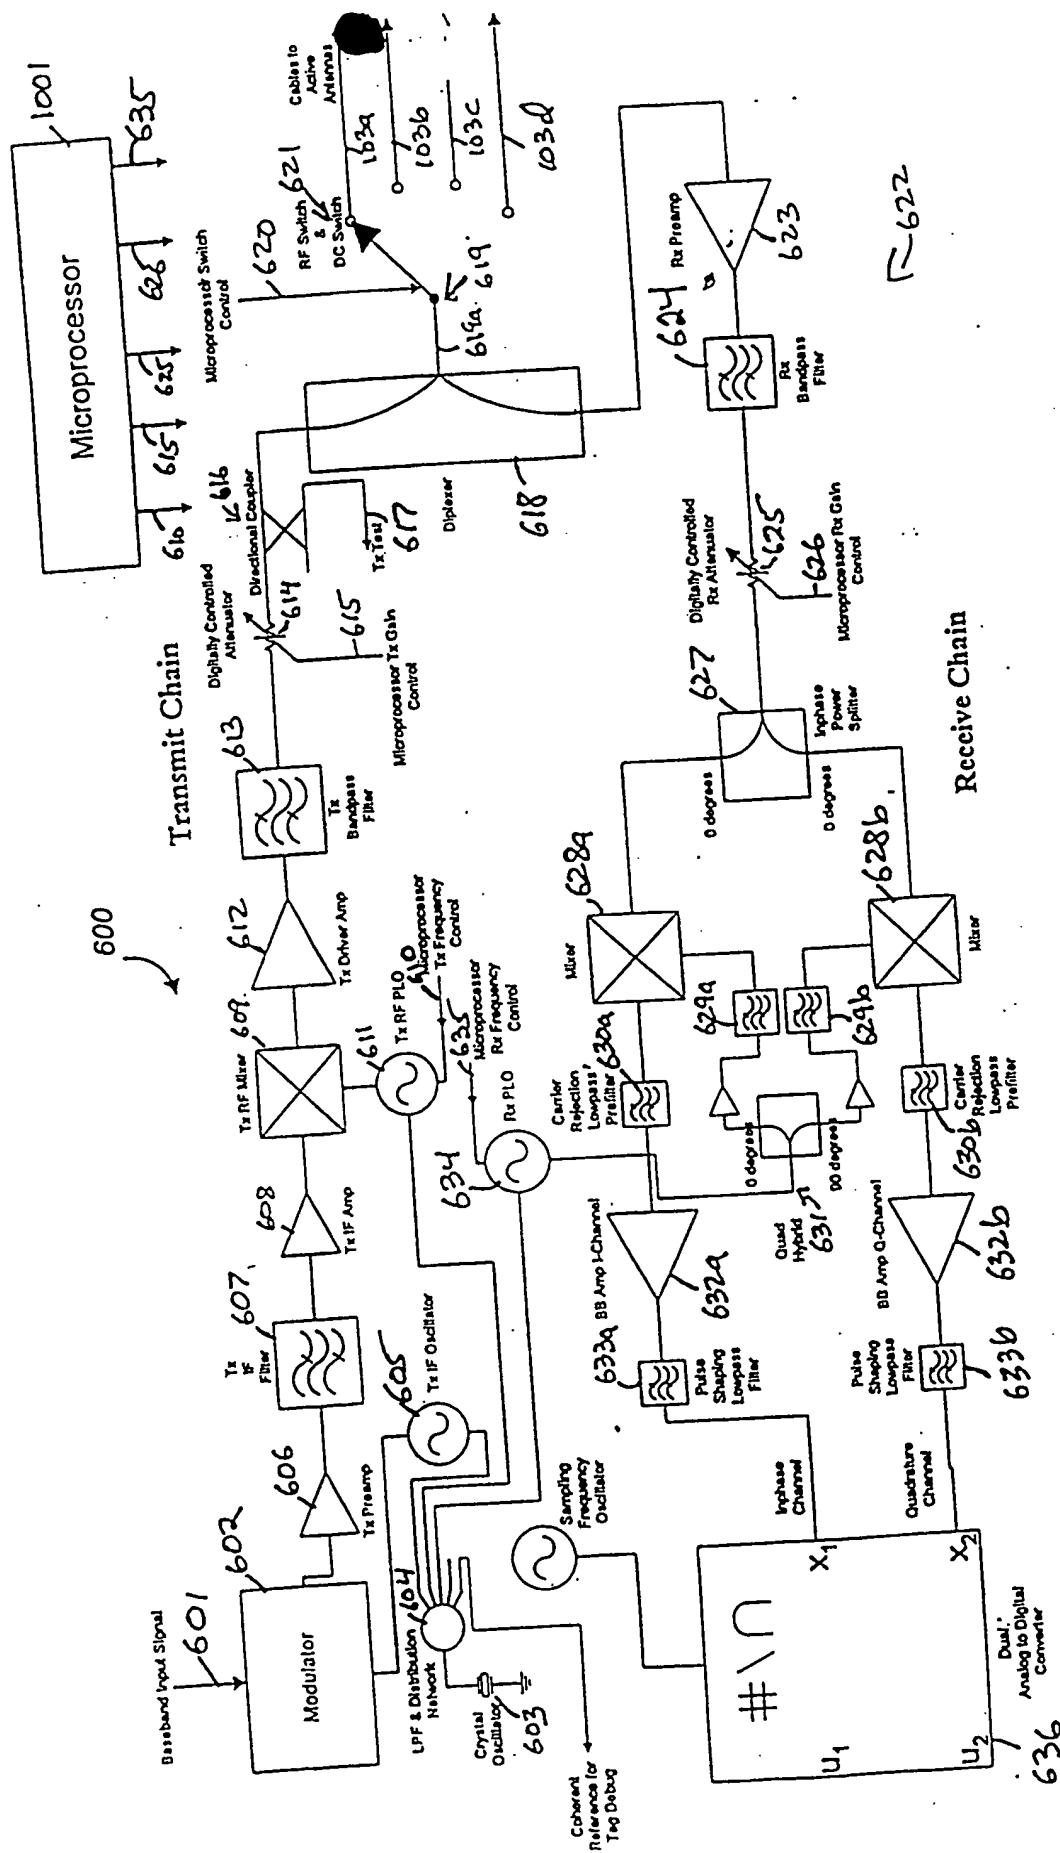 600
Transmit Chain
Microprocessor
1001
610
615
625
626
635
Baseband Input Signal
601
602
Modulator
606
Tx Preamp
607
Tx
IF
Filter
608
Tx IF Amp
609
Tx RF Mixer
612
Tx Driver Amp
613
Tx
Bandpass
Filter
Digitally Controlled
Attenuator
614
615
Microprocessor Tx Gain
Control
Directional Coupler
616
Tx Test
617
Diplexer
618
Microprocessor Switch
Control
620
RF Switch
&
DC Switch
621
619
619a
Cables to
Active
Antennas
103a
103b
103c
103d
LPF & Distribution
Network
604
Crystal
Oscillator
603
Coherent
Reference for
Tag Debug
605
Tx IF Oscillator
611
Tx RF PLO
610
Microprocessor
Tx Frequency
Control
635
Microprocessor
Rx Frequency
Control
Rx PLO
634
Sampling
Frequency
Oscillator
Carrier
Rejection
Lowpass
Prefilter
630a
Mixer
628a
629a
629b
0 degrees
Quad
Hybrid
631
BB Amp I-Channel
632a
633a
Pulse
Shaping
Lowpass
Filter
Inphase
Channel
627
0 degrees
0 degrees
Inphase
Power
Splitter
Digitally Controlled
Rx Attenuator
625
626
Microprocessor Rx Gain
Control
624
Rx
Bandpass
Filter
Rx Preamp
623
622
628b
Mixer
Carrier
Rejection
Lowpass
Prefilter
630b
BB Amp Q-Channel
632b
Pulse
Shaping
Lowpass
Filter
633b
Quadrature
Channel
# \ ∩
U1
X1
U2
X2
Dual,
Analog to Digital
Converter
636
Receive Chain